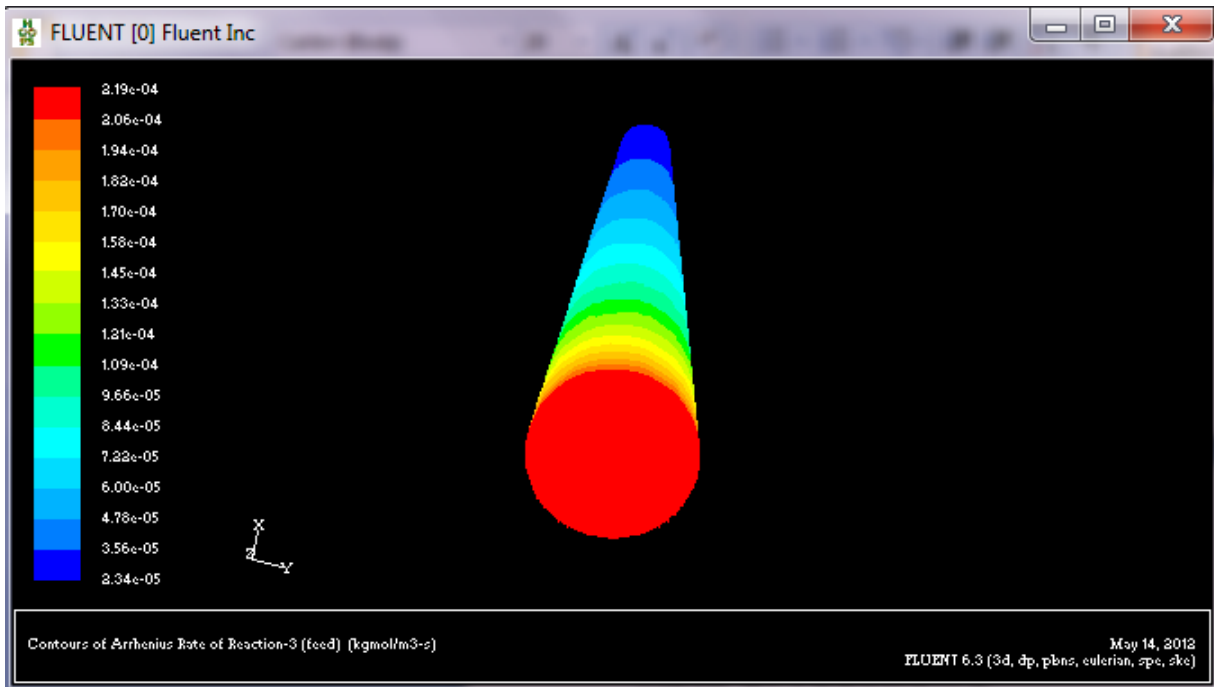 FLUENT [0] Fluent Inc
2.19e-04
2.06e-04
1.94e-04
1.82e-04
1.70e-04
1.58e-04
1.45e-04
1.33e-04
1.21e-04
1.09e-04
9.66e-05
8.44e-05
7.22e-05
6.00e-05
4.78e-05
3.56e-05
2.34e-05
X
Z
Y
Contours of Arrhenius Rate of Reaction-3 (feed) (kgmol/m3-s)
May 14, 2012
FLUENT 6.3 (3d, dp, pbns, eulerian, spe, ske)